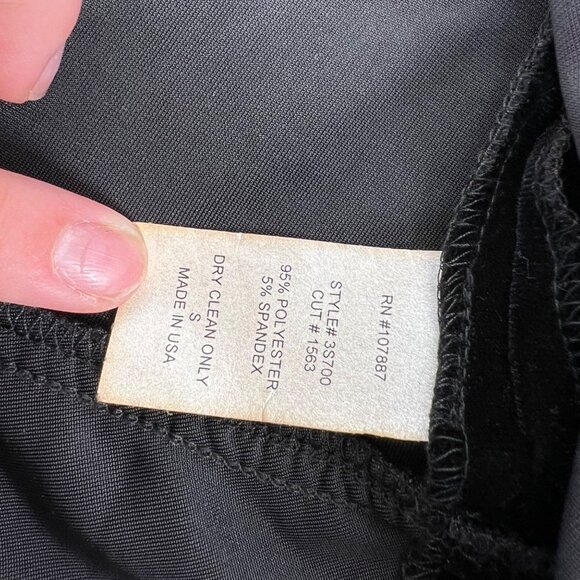 RN #107887
STYLE# 3S700
CUT # 1563
95% POLYESTER
5% SPANDEX
DRY CLEAN ONLY
S
MADE IN USA